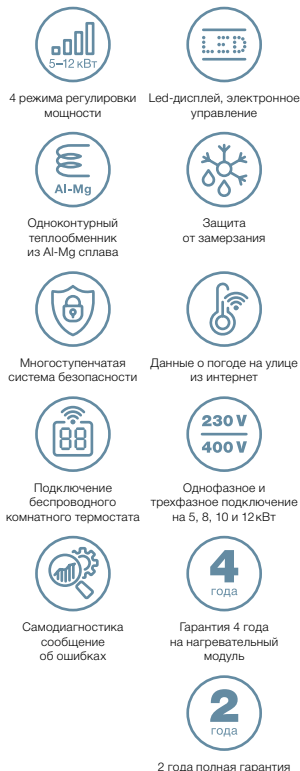 5–12 кВт
4 режима регулировки
мощности
LED
Led-дисплей, электронное
управление
Al-Mg
Одноконтурный
теплообменник
из Al-Mg сплава
Защита
от замерзания
Многоступенчатая
система безопасности
Данные о погоде на улице
из интернет
88
Подключение
беспроводного
комнатного термостата
230 V
400 V
Однофазное и
трехфазное подключение
на 5, 8, 10 и 12кВт
Самодиагностика
сообщение
об ошибках
4
года
Гарантия 4 года
на нагревательный
модуль
2
года
2 года полная гарантия